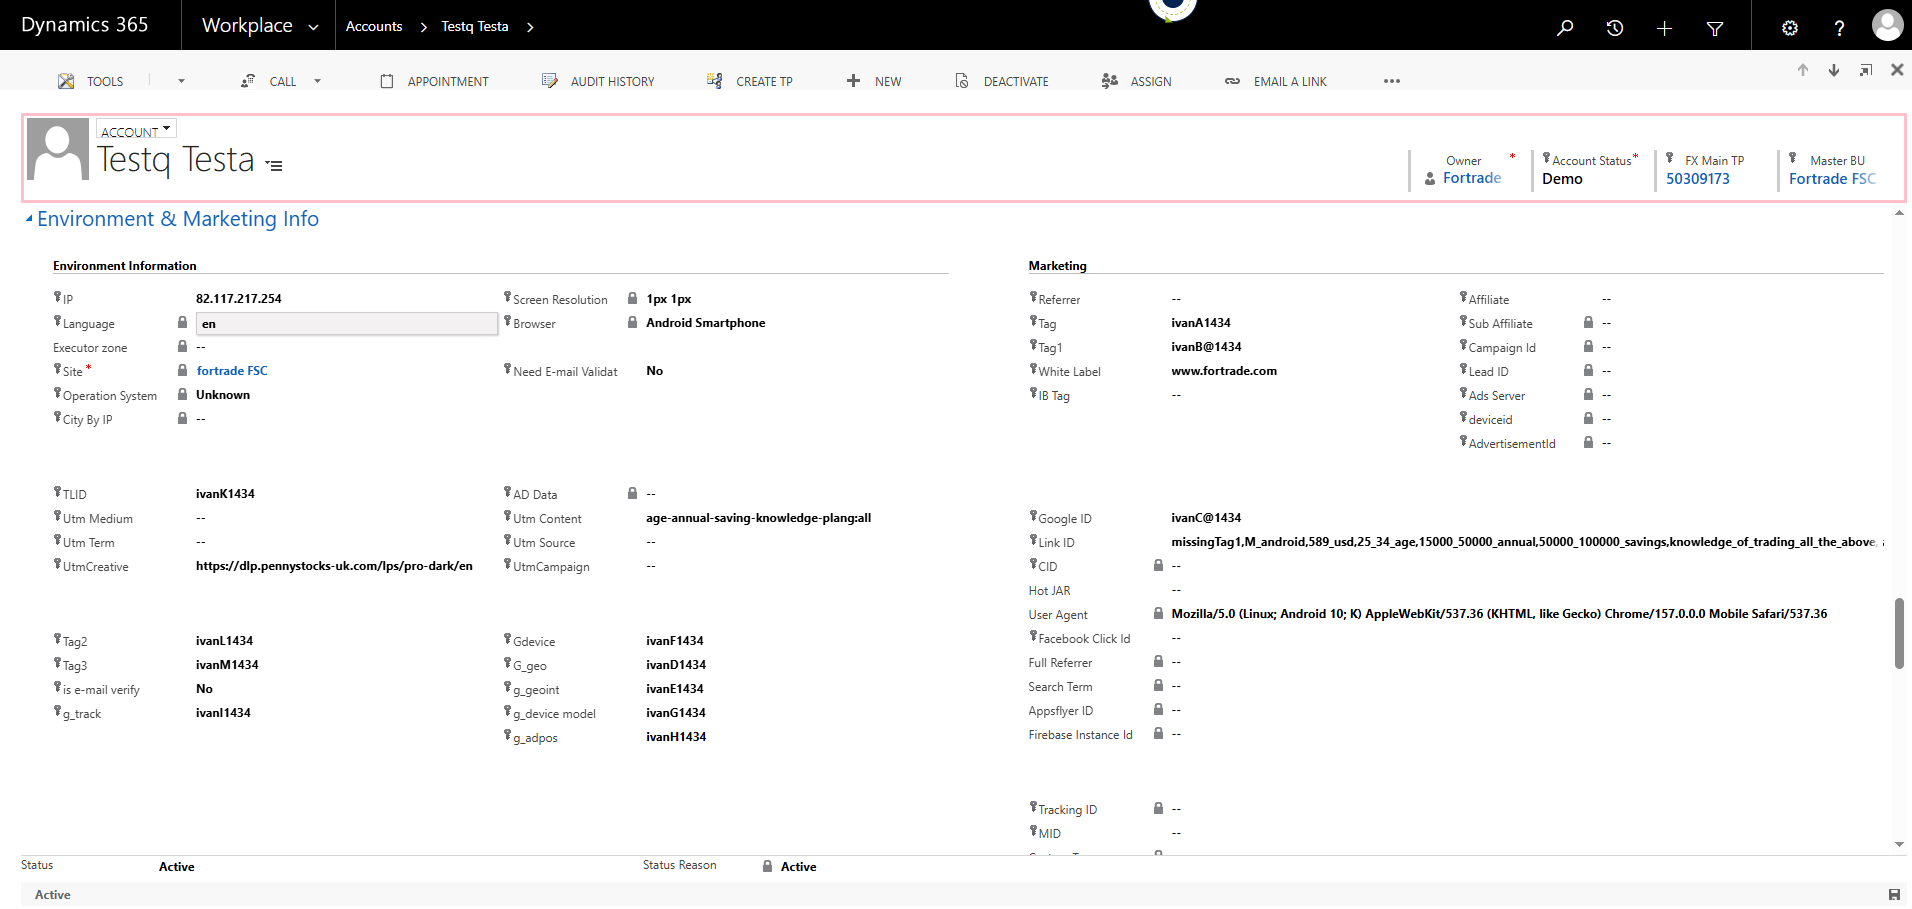 Dynamics 365 Workplace Accounts > Testq Testa >
TOOLS CALL APPOINTMENT AUDIT HISTORY CREATE TP NEW DEACTIVATE ASSIGN EMAIL A LINK
ACCOUNT
Testq Testa
Owner * Account Status * FX Main TP Master BU
Fortrade Demo 50309173 Fortrade FSC
Environment & Marketing Info
Environment Information
IP 82.117.217.254 Screen Resolution 1px 1px
Language en Browser Android Smartphone
Executor zone --
Site * fortrade FSC Need E-mail Validat No
Operation System Unknown
City By IP --
TLID ivanK1434 AD Data --
Utm Medium -- Utm Content age-annual-saving-knowledge-plang:all
Utm Term -- Utm Source --
UtmCreative https://dlp.pennystocks-uk.com/lps/pro-dark/en UtmCampaign --
Tag2 ivanL1434 Gdevice ivanF1434
Tag3 ivanM1434 G_geo ivanD1434
is e-mail verify No g_geoint ivanE1434
g_track ivanI1434 g_device model ivanG1434
g_adpos ivanH1434
Marketing
Referrer -- Affiliate --
Tag ivanA1434 Sub Affiliate --
Tag1 ivanB@1434 Campaign Id --
White Label www.fortrade.com Lead ID --
IB Tag -- Ads Server --
deviceid --
AdvertisementId --
Google ID ivanC@1434
Link ID missingTag1,M_android,589_usd,25_34_age,15000_50000_annual,50000_100000_savings,knowledge_of_trading_all_the_above,
CID --
Hot JAR --
User Agent Mozilla/5.0 (Linux; Android 10; K) AppleWebKit/537.36 (KHTML, like Gecko) Chrome/157.0.0.0 Mobile Safari/537.36
Facebook Click Id --
Full Referrer --
Search Term --
Appsflyer ID --
Firebase Instance Id --
Tracking ID --
MID --
Status Active Status Reason Active
Active